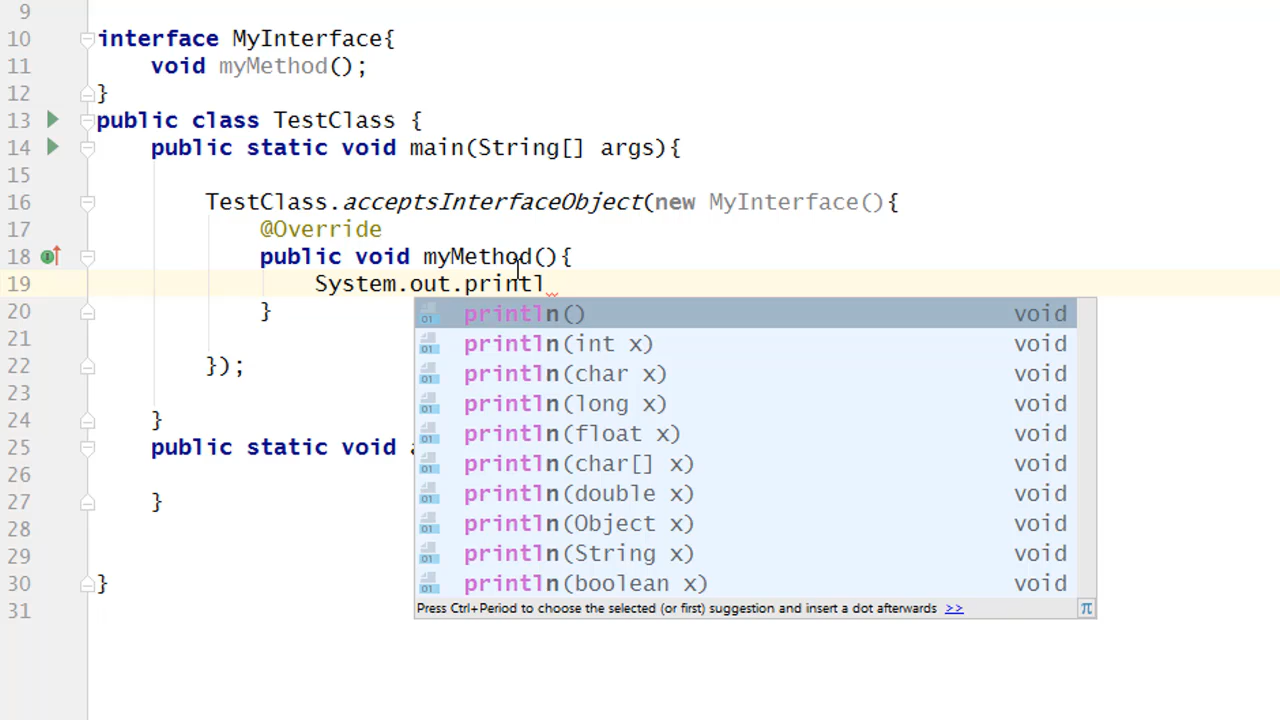 9
10 interface MyInterface{
11 void myMethod();
12 }
13 public class TestClass {
14 public static void main(String[] args){
15
16 TestClass.acceptsInterfaceObject(new MyInterface(){
17 @Override
18 public void myMethod(){
19 System.out.printl
20 }
println() void
21
println(int x) void
22 });
println(char x) void
23
println(long x) void
24 }
println(float x) void
25 public static void
println(char[] x) void
26
println(double x) void
27 }
println(Object x) void
28
println(String x) void
29
println(boolean x) void
30 }
Press Ctrl+Period to choose the selected (or first) suggestion and insert a dot afterwards >> π
31